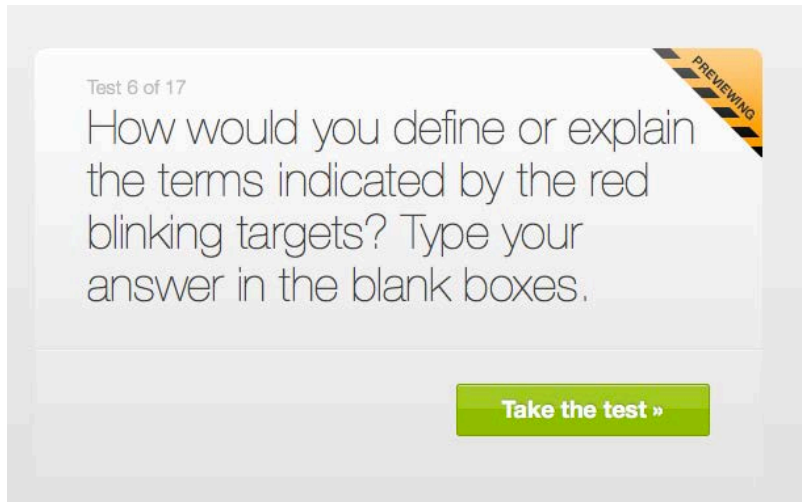 Test 6 of 17
PREVIEWING
How would you define or explain
the terms indicated by the red
blinking targets? Type your
answer in the blank boxes.
Take the test »